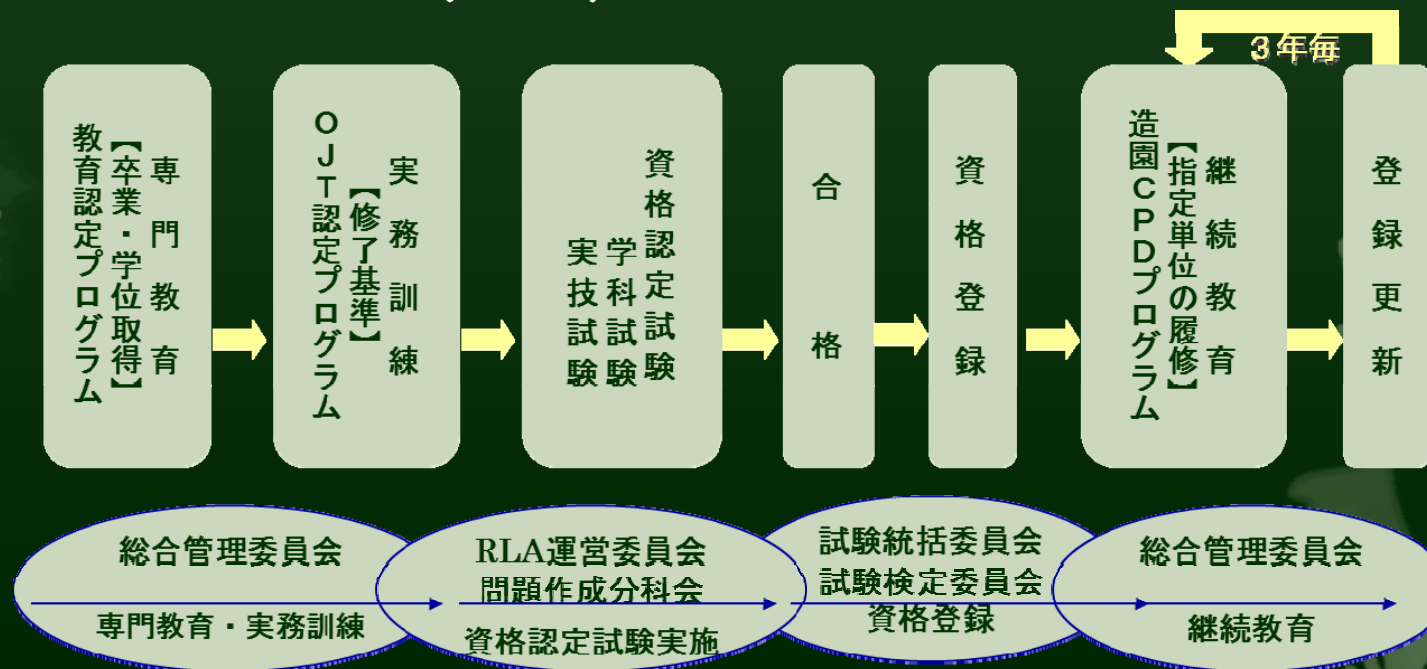 3年毎
専門教育
【卒業・学位取得】
教育認定プログラム
実務訓練
【修了基準】
OJT認定プログラム
資格認定試験
学科試験
実技試験
合格
資格登録
継続教育
【指定単位の履修】
造園CPDプログラム
登録更新
総合管理委員会
専門教育・実務訓練
RLA運営委員会
問題作成分科会
資格認定試験実施
試験統括委員会
試験検定委員会
資格登録
総合管理委員会
継続教育